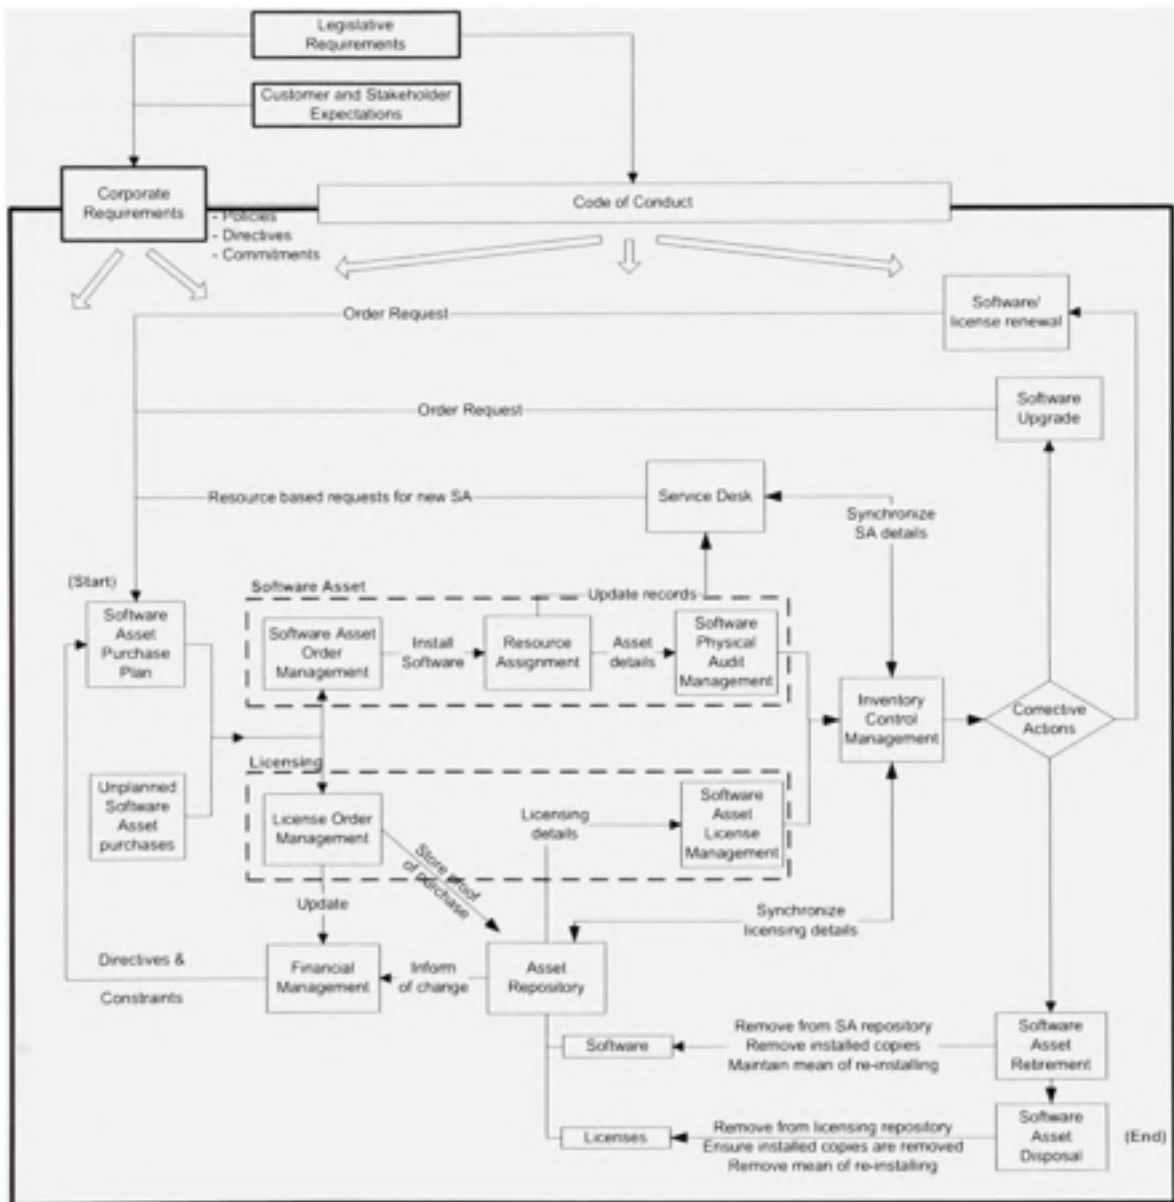 Legislative
Requirements
Customer and Stakeholder
Expectations
Corporate
Requirements
- Policies
- Directives
- Commitments
Code of Conduct
Order Request
Software/
license renewal
Order Request
Software
Upgrade
Resource based requests for new SA
Service Desk
Synchronize
SA details
(Start)
Software
Asset
Purchase
Plan
Software Asset
Update records
Software Asset
Order
Management
Install
Software
Resource
Assignment
Asset
details
Software
Physical
Audit
Management
Inventory
Control
Management
Corrective
Actions
Unplanned
Software
Asset
purchases
Licensing
License Order
Management
Licensing
details
Software
Asset
License
Management
Store proof
of purchase
Update
Synchronize
licensing details
Directives &
Constraints
Financial
Management
Inform
of change
Asset
Repository
Software
Remove from SA repository
Remove installed copies
Maintain mean of re-installing
Software
Asset
Retirement
Licenses
Remove from licensing repository
Ensure installed copies are removed
Remove mean of re-installing
Software
Asset
Disposal
(End)